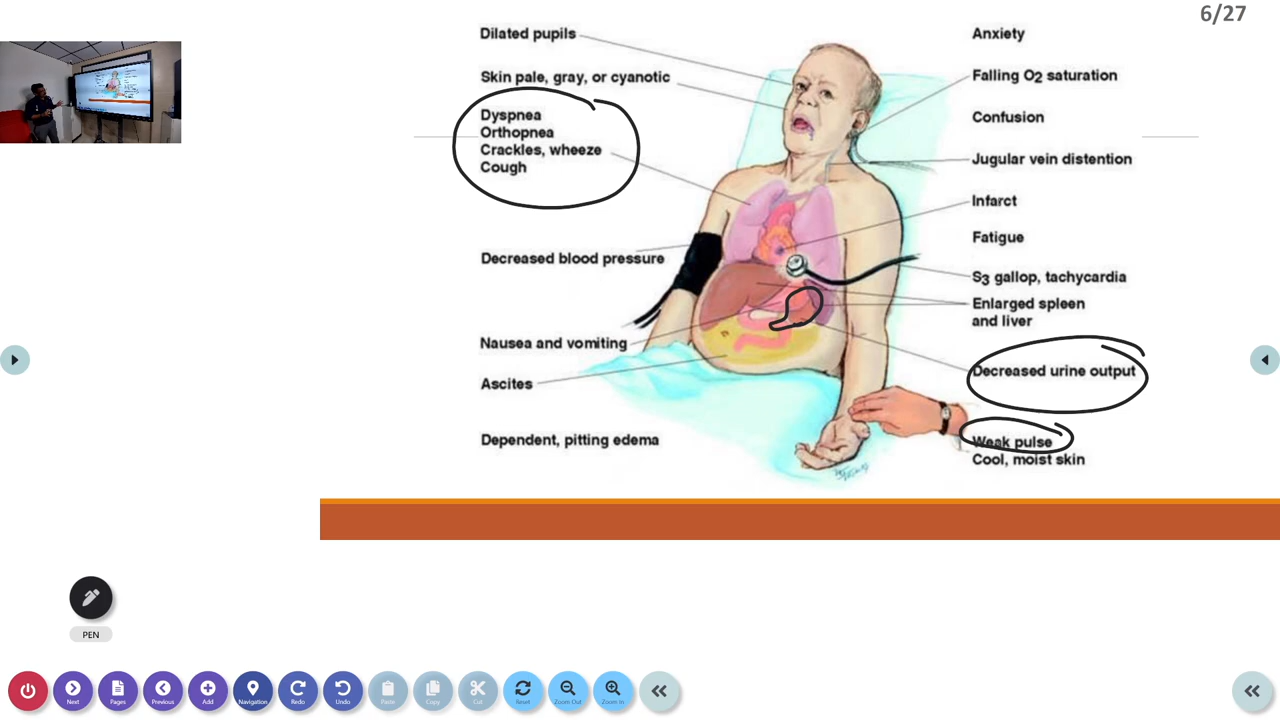 6/27
Dilated pupils
Skin pale, gray, or cyanotic
Dyspnea
Orthopnea
Crackles, wheeze
Cough
Decreased blood pressure
Nausea and vomiting
Ascites
Dependent, pitting edema
Anxiety
Falling O2 saturation
Confusion
Jugular vein distention
Infarct
Fatigue
S3 gallop, tachycardia
Enlarged spleen
and liver
Decreased urine output
Weak pulse
Cool, moist skin
PEN
Next
Pages
Previous
Add
Navigation
Redo
Undo
Paste
Copy
Cut
Reset
Zoom Out
Zoom In